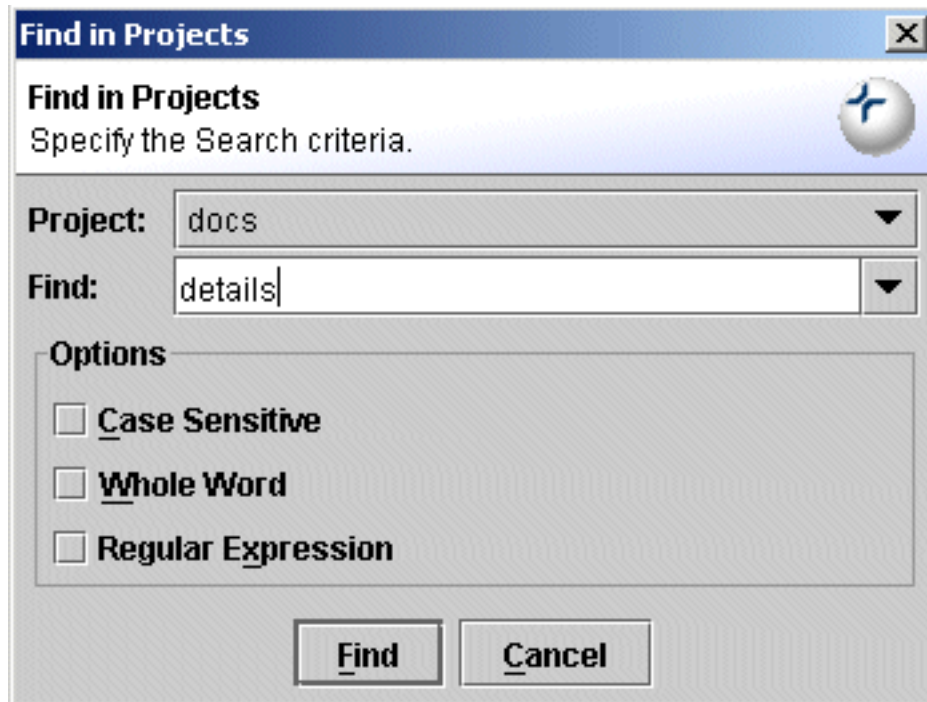 Find in Projects
Find in Projects
Specify the Search criteria.
Project: docs
Find: details
Options
Case Sensitive
Whole Word
Regular Expression
Find Cancel